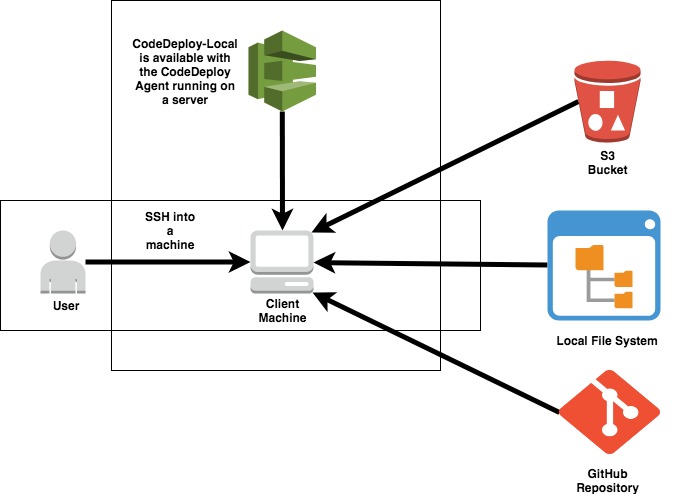 CodeDeploy-Local
is available with
the CodeDeploy
Agent running on
a server
S3
Bucket
SSH into
a
machine
User
Client
Machine
Local File System
GitHub
Repository